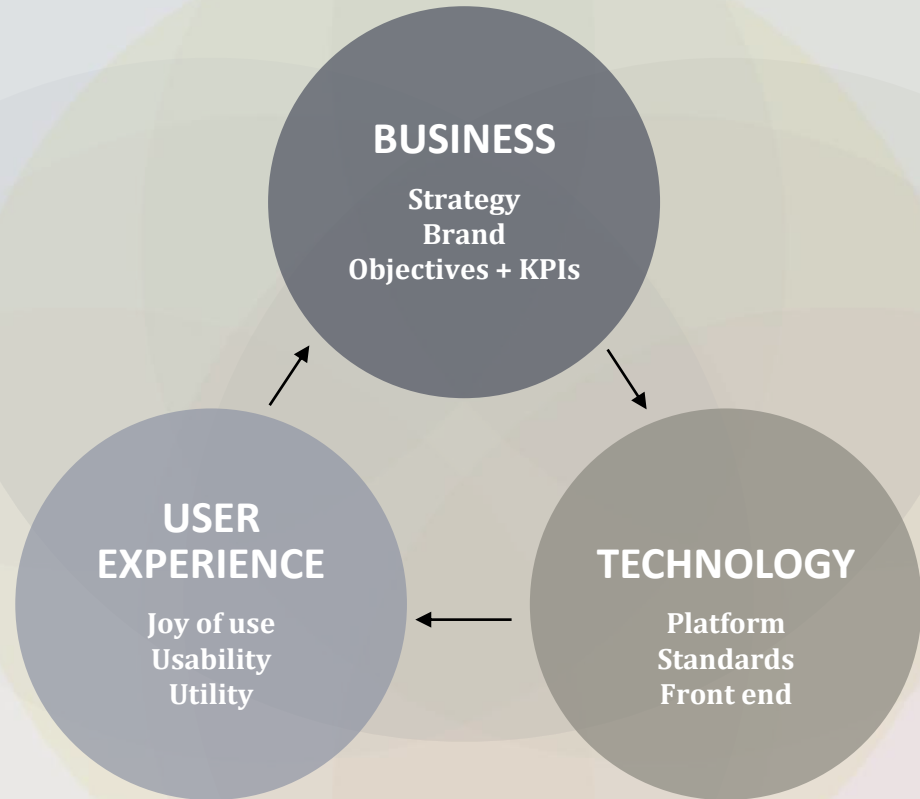 BUSINESS
Strategy
Brand
Objectives + KPIs
USER
EXPERIENCE
Joy of use
Usability
Utility
TECHNOLOGY
Platform
Standards
Front end